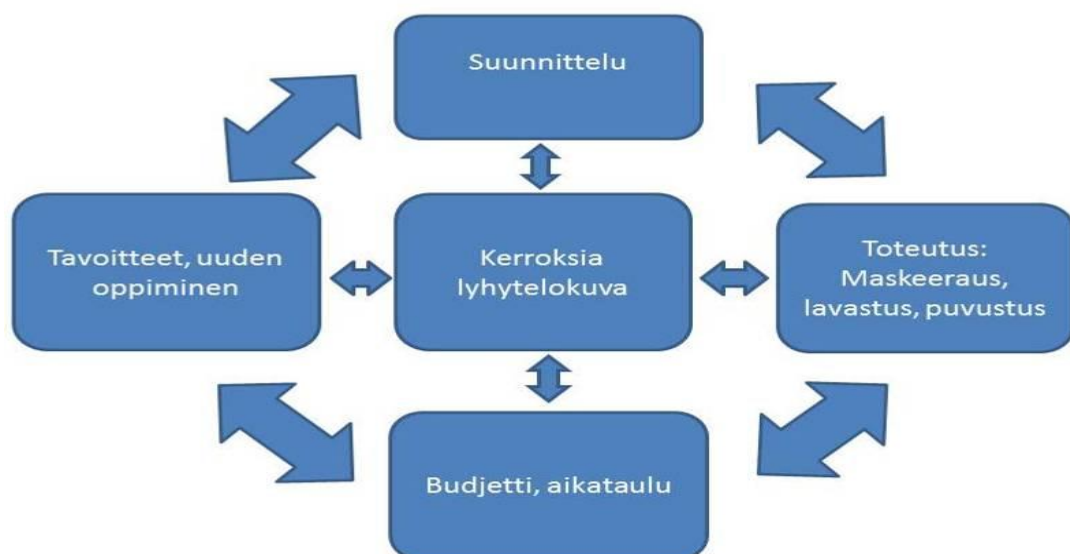 Suunnittelu
Tavoitteet, uuden
oppiminen
Kerroksia
lyhytelokuva
Toteutus:
Maskeeraus,
lavastus, puvustus
Budjetti, aikataulu